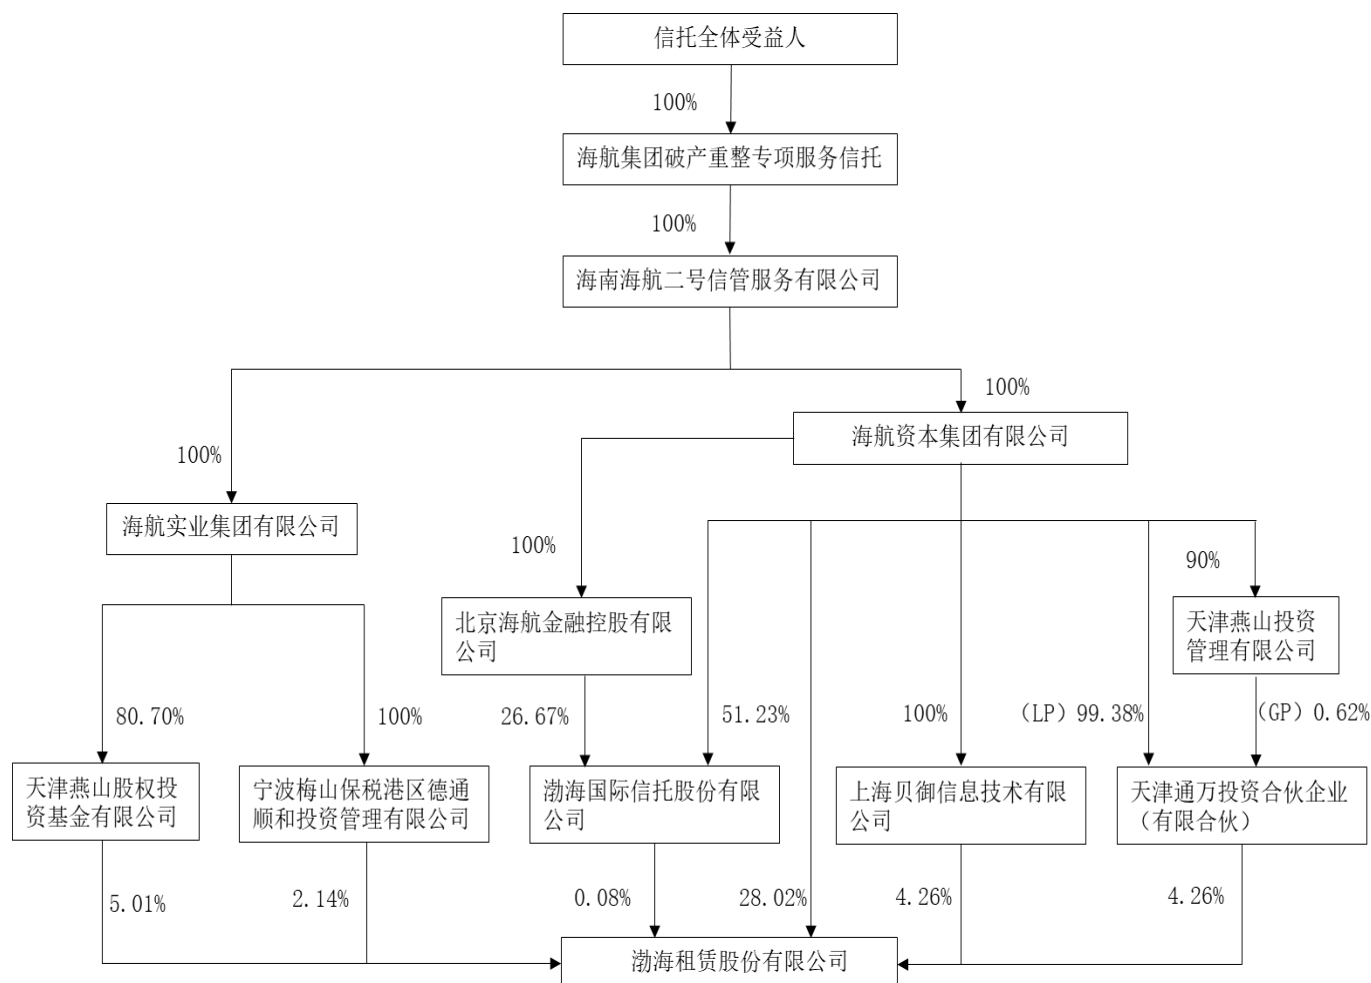 信托全体受益人
100%
海航集团破产重整专项服务信托
100%
海南海航二号信管服务有限公司
100%
海航资本集团有限公司
100%
海航实业集团有限公司
100%
90%
北京海航金融控股有限
公司
天津燕山投资
管理有限公司
80.70%
100%
26.67%
51.23%
100%
（LP）99.38%
（GP）0.62%
天津燕山股权投
资基金有限公司
宁波梅山保税港区德通
顺和投资管理有限公司
渤海国际信托股份有限
公司
上海贝御信息技术有限
公司
天津通万投资合伙企业
（有限合伙）
5.01%
2.14%
0.08%
28.02%
4.26%
4.26%
渤海租赁股份有限公司